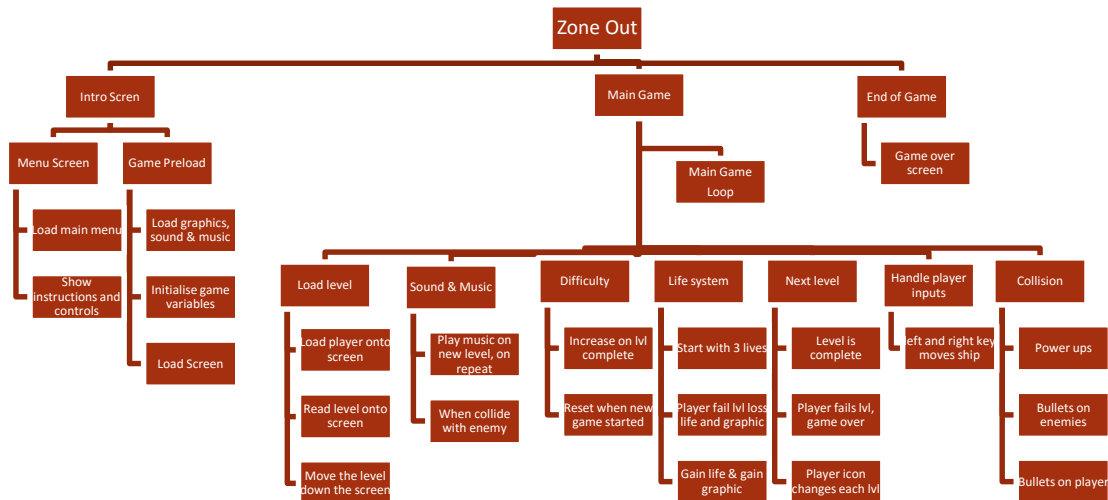 Zone Out
Intro Scren
Main Game
End of Game
Menu Screen
Game Preload
Game over
screen
Main Game
Loop
Load main menu
Load graphics,
sound & music
Show
instructions and
controls
Initialise game
variables
Load Screen
Load level
Sound & Music
Difficulty
Life system
Next level
Handle player
inputs
Collision
Load player onto
screen
Play music on
new level, on
repeat
Increase on lvl
complete
Start with 3 lives
Level is
complete
left and right key
moves ship
Power ups
Read level onto
screen
When collide
with enemy
Reset when new
game started
Player fail lvl loss
life and graphic
Player fails lvl,
game over
Bullets on
enemies
Move the level
down the screen
Gain life & gain
graphic
Player icon
changes each lvl
Bullets on player